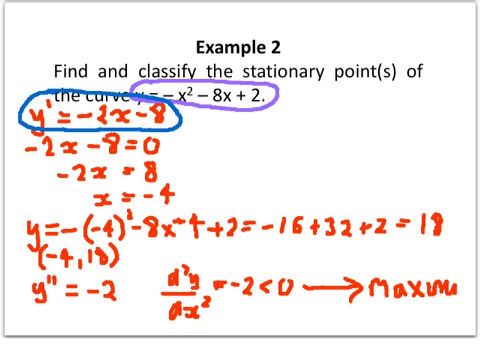 Example 2
Find and classify the stationary point(s) of
the curve y = – x² – 8x + 2.
y' = -2x - 8
-2x - 8 = 0
-2x = 8
x = -4
y = -(-4)² - 8x-4 + 2 = -16 + 32 + 2 = 18
(-4, 18)
y'' = -2 d²y/dx² = -2 < 0 → Maximu